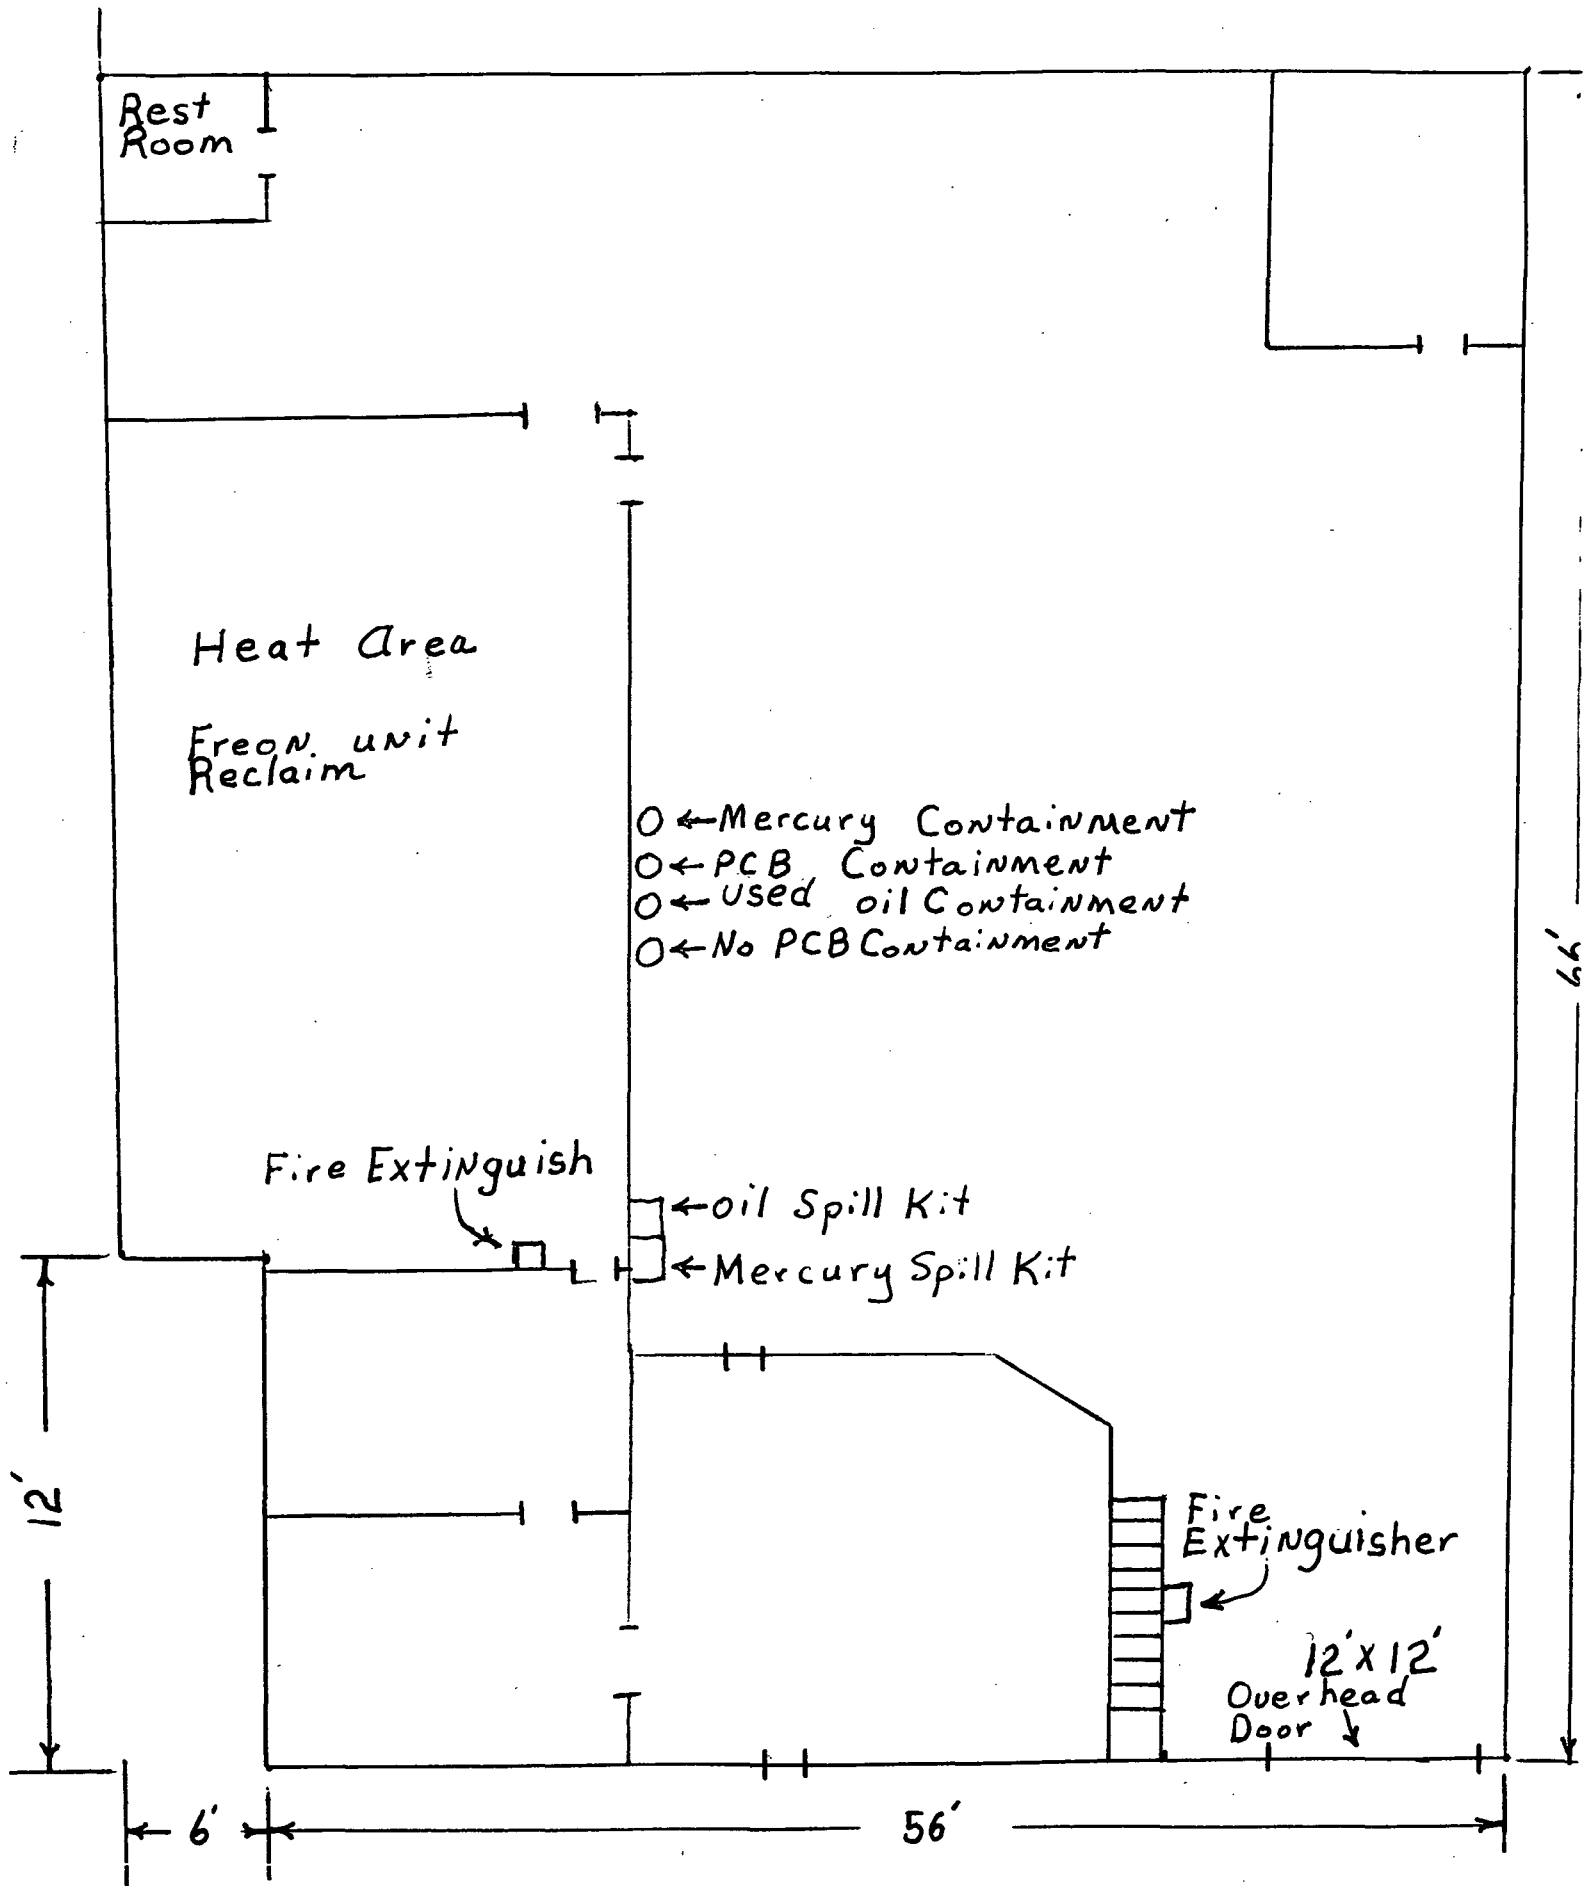 Rest
Room
Heat Area
Freon unit
Reclaim
←Mercury Containment
←PCB Containment
←used oil Containment
←No PCB Containment
66'
Fire Extinguish
←oil Spill Kit
←Mercury Spill Kit
12'
Fire
Extinguisher
12'x12'
Overhead
Door
6'
56'